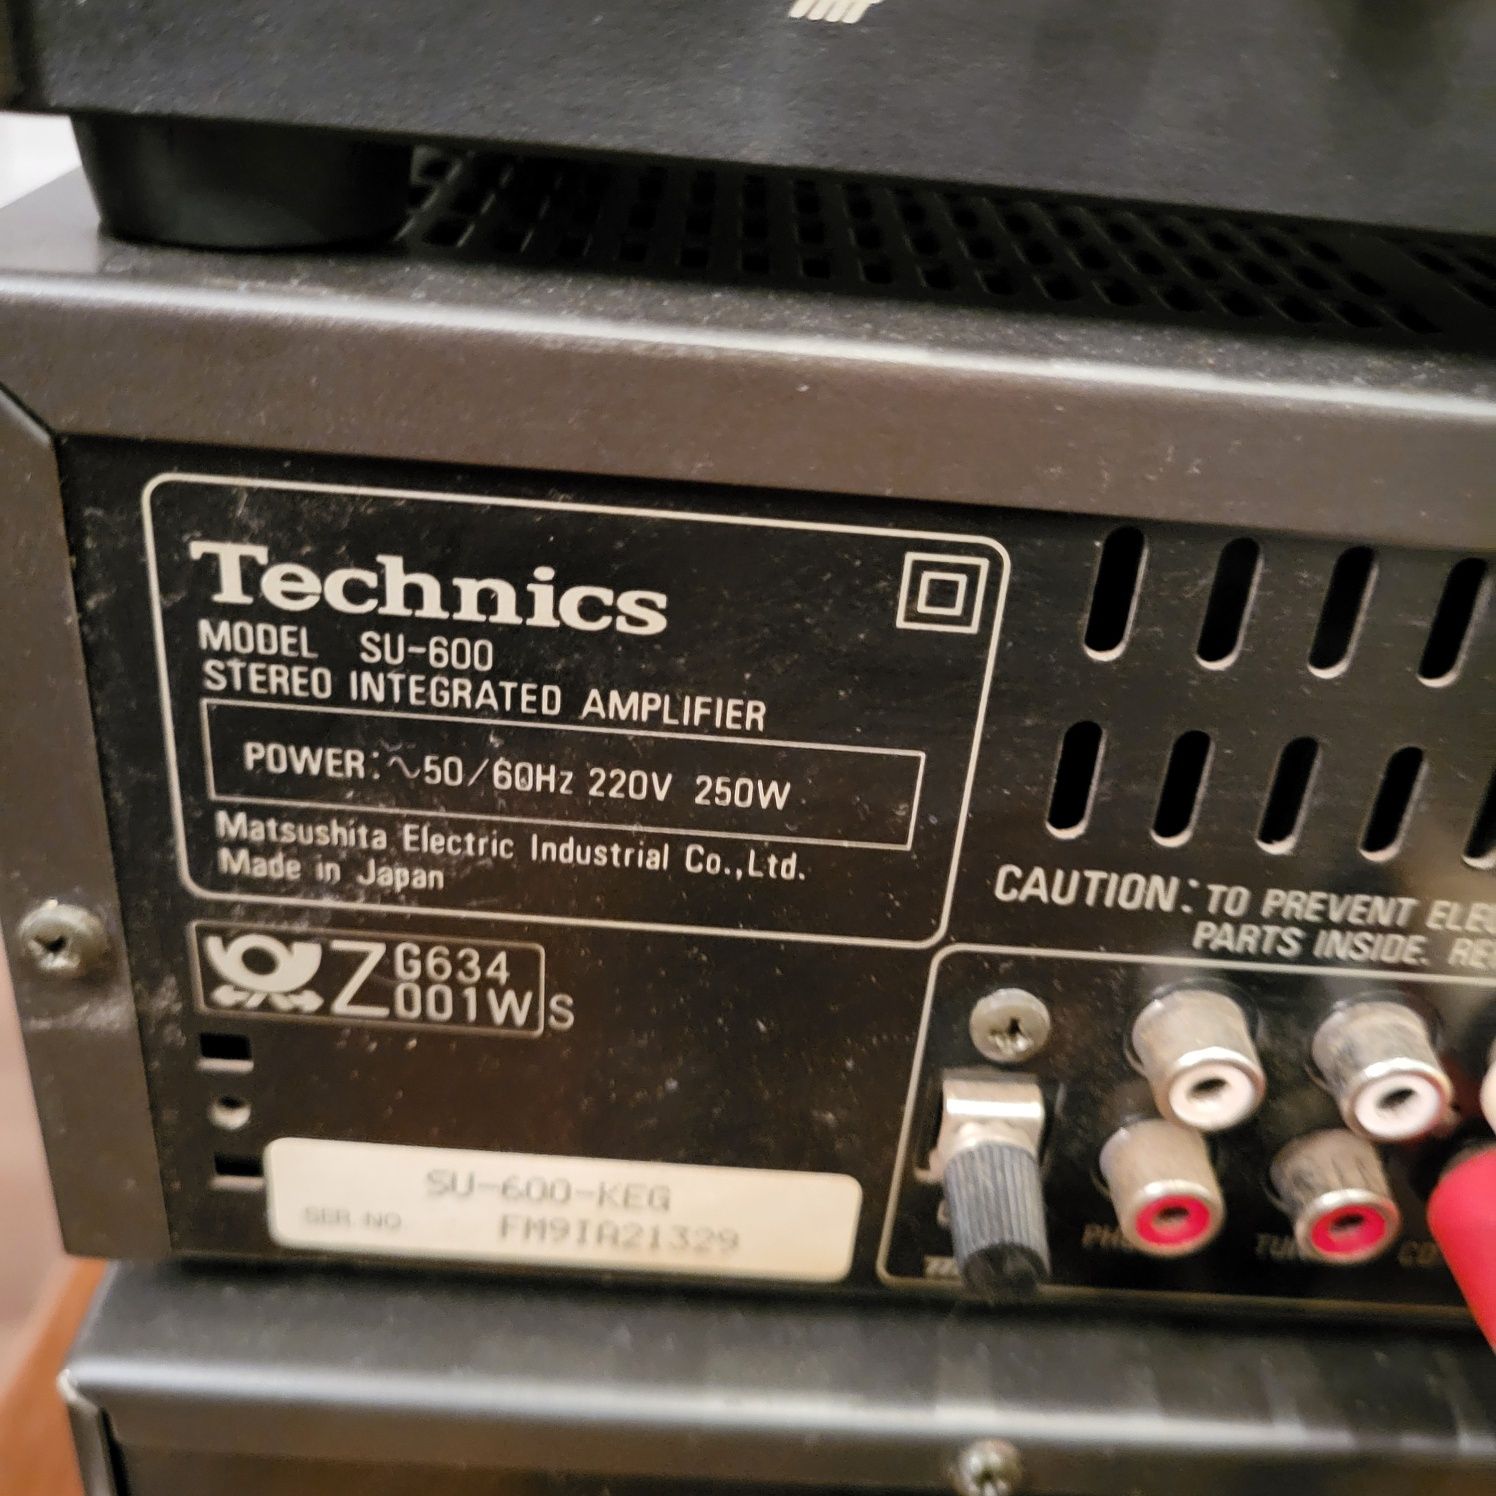 Technics
MODEL SU-600
STEREO INTEGRATED AMPLIFIER
POWER: ~50/60Hz 220V 250W
Matsushita Electric Industrial Co.,Ltd.
Made in Japan
Z G634
001W S
CAUTION: TO PREVENT
PARTS INSIDE.
SU-600-KEG
SER. NO. FM9IA21329